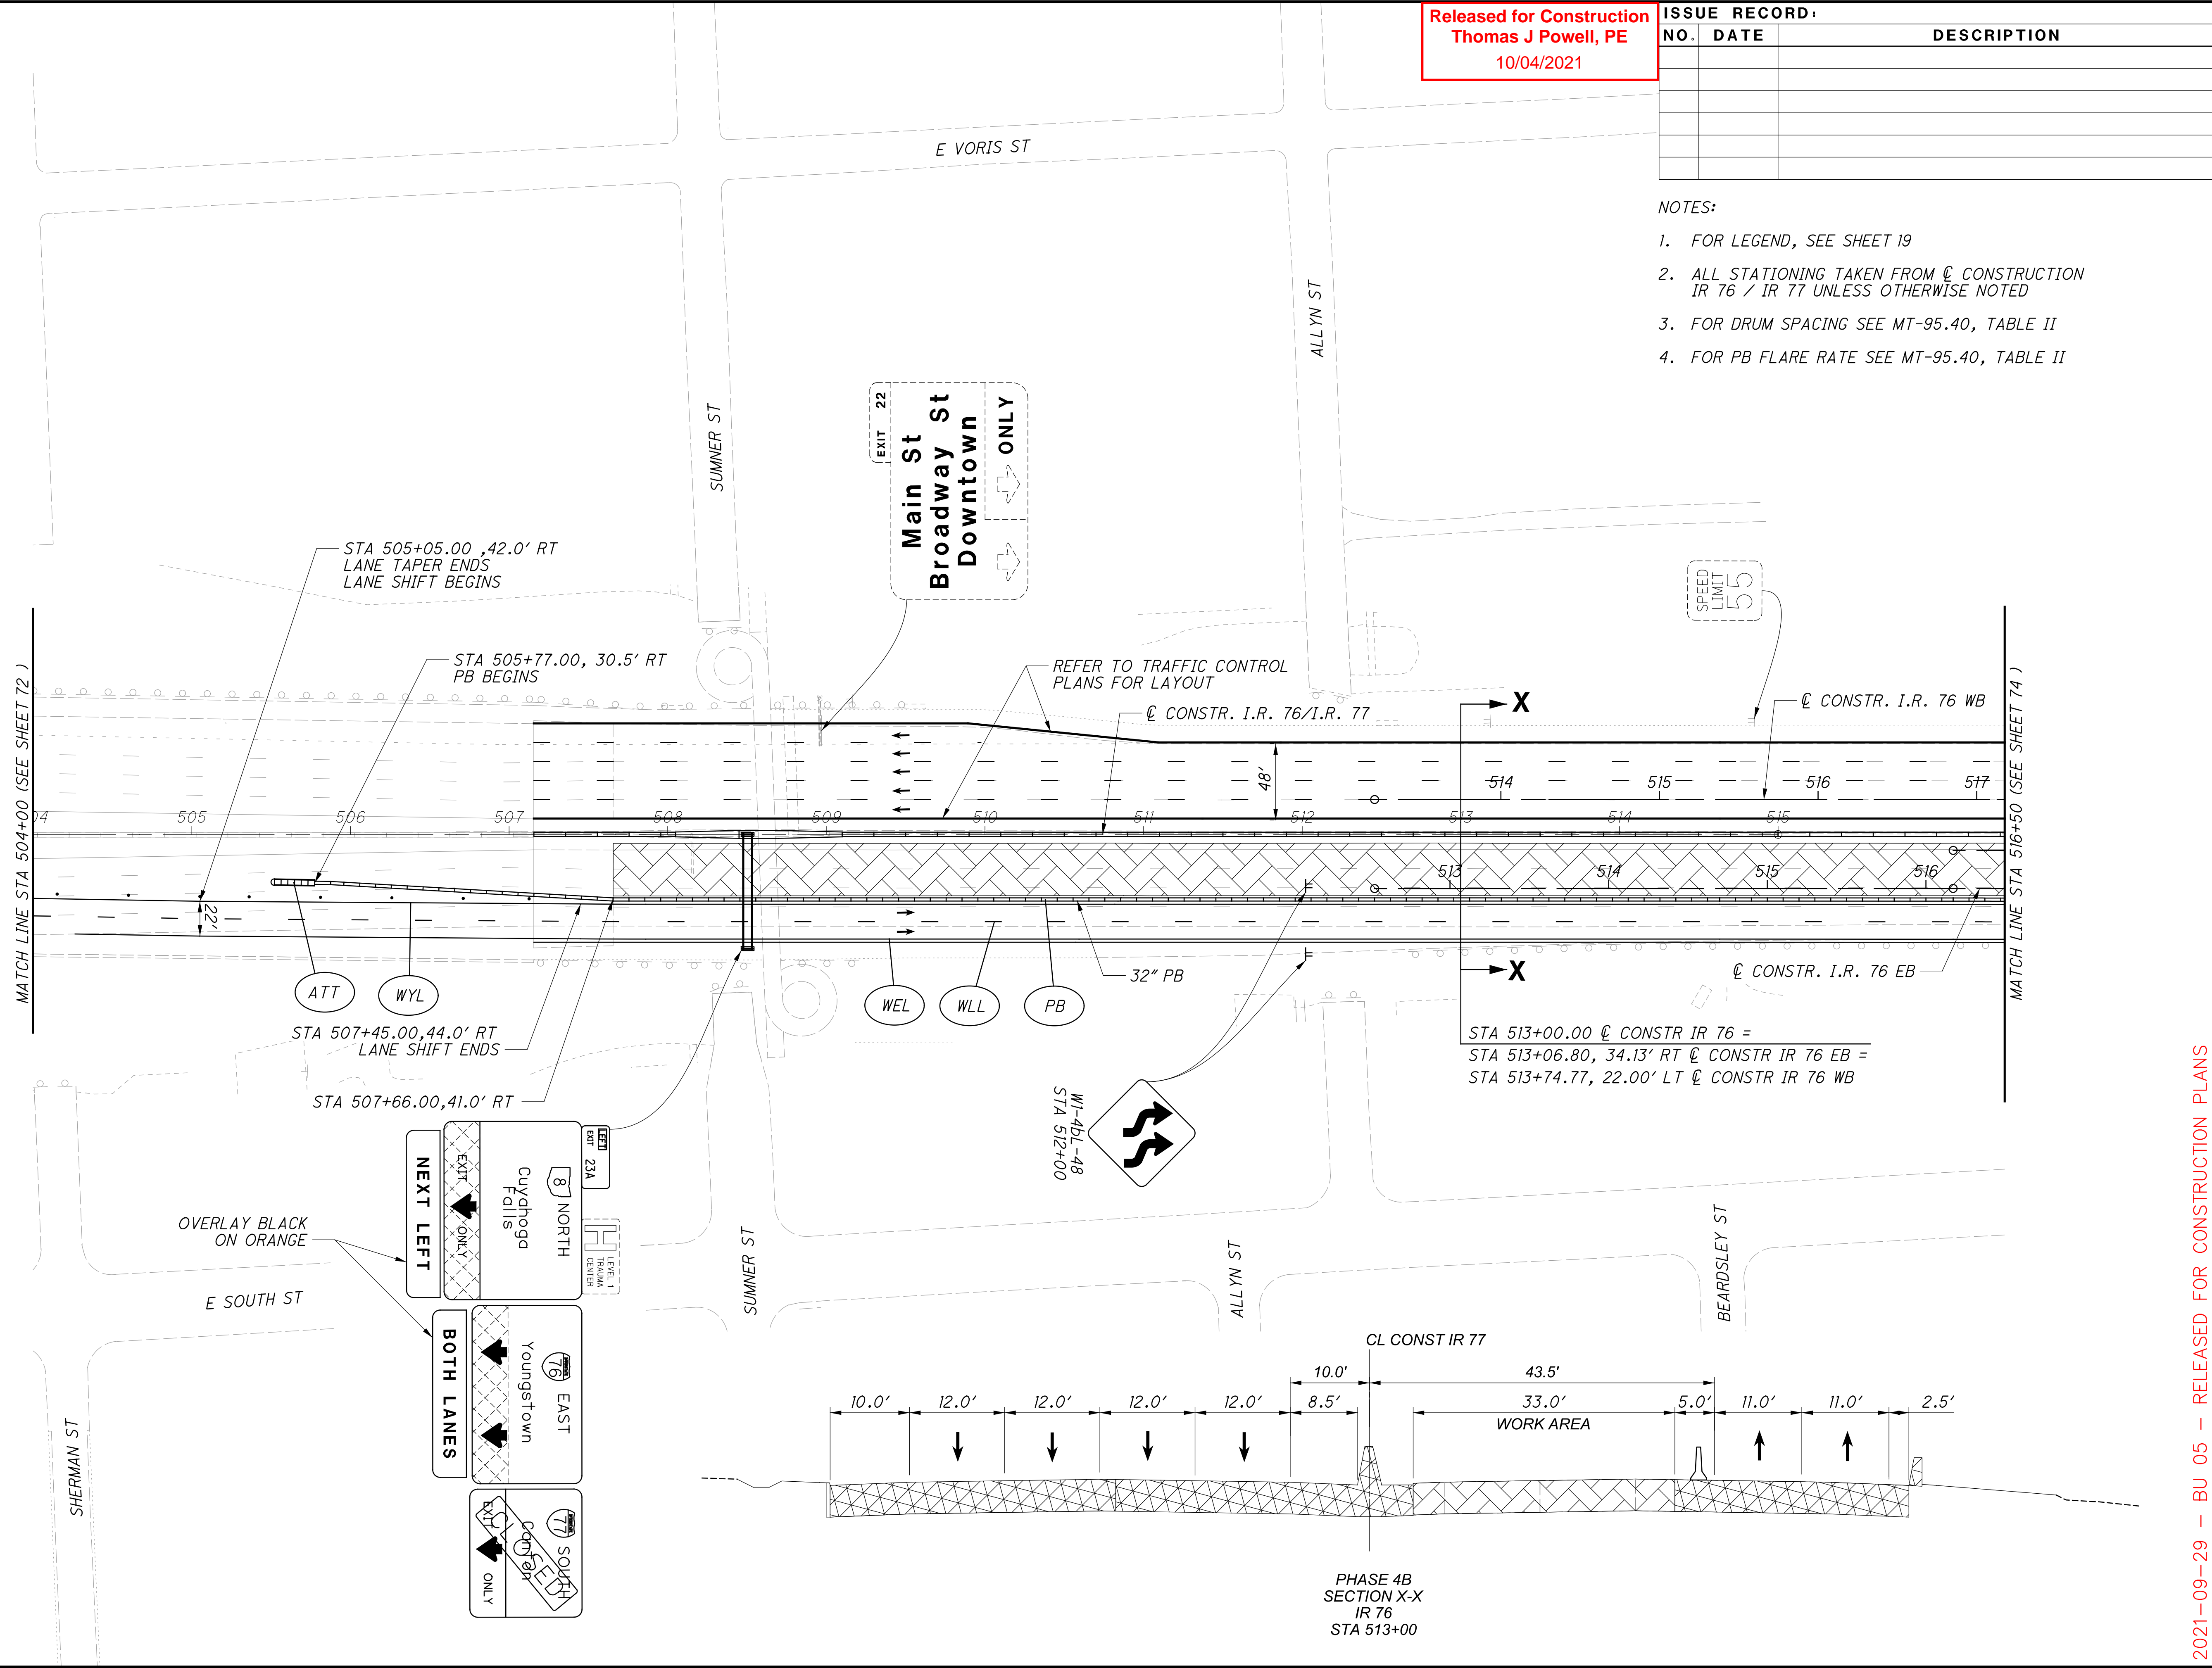 Released for Construction
Thomas J Powell, PE
10/04/2021
ISSUE RECORD:
NO. DATE DESCRIPTION
NOTES:
1. FOR LEGEND, SEE SHEET 19
2. ALL STATIONING TAKEN FROM ℄ CONSTRUCTION
IR 76 / IR 77 UNLESS OTHERWISE NOTED
3. FOR DRUM SPACING SEE MT-95.40, TABLE II
4. FOR PB FLARE RATE SEE MT-95.40, TABLE II
E VORIS ST
SUMNER ST
ALLYN ST
EXIT 22
Main St
Broadway St
Downtown
ONLY
SPEED
LIMIT
55
STA 505+05.00 ,42.0' RT
LANE TAPER ENDS
LANE SHIFT BEGINS
STA 505+77.00, 30.5' RT
PB BEGINS
REFER TO TRAFFIC CONTROL
PLANS FOR LAYOUT
℄ CONSTR. I.R. 76/I.R. 77
X
℄ CONSTR. I.R. 76 WB
MATCH LINE STA 504+00 (SEE SHEET 72 )
MATCH LINE STA 516+50 (SEE SHEET 74 )
48'
514 515 516 517
04 505 506 507 508 509 510 511 512 513 514 515
513 514 515 516
22'
ATT
WYL
WEL
WLL
PB
32" PB
X
℄ CONSTR. I.R. 76 EB
STA 507+45.00,44.0' RT
LANE SHIFT ENDS
STA 507+66.00,41.0' RT
STA 513+00.00 ℄ CONSTR IR 76 =
STA 513+06.80, 34.13' RT ℄ CONSTR IR 76 EB =
STA 513+74.77, 22.00' LT ℄ CONSTR IR 76 WB
W1-4bL-48
STA 512+00
LEFT
EXIT 23A
8 NORTH
Cuyahoga
Falls
EXIT ONLY
NEXT LEFT
H
LEVEL 1
TRAUMA
CENTER
OVERLAY BLACK
ON ORANGE
76 EAST
Youngstown
BOTH LANES
77 SOUTH
Canton
CLOSED
EXIT ONLY
E SOUTH ST
SHERMAN ST
SUMNER ST
ALLYN ST
BEARDSLEY ST
CL CONST IR 77
10.0' 43.5'
10.0' 12.0' 12.0' 12.0' 12.0' 8.5' 33.0' 5.0' 11.0' 11.0' 2.5'
WORK AREA
PHASE 4B
SECTION X-X
IR 76
STA 513+00
2021-09-29 - BU 05 - RELEASED FOR CONSTRUCTION PLANS